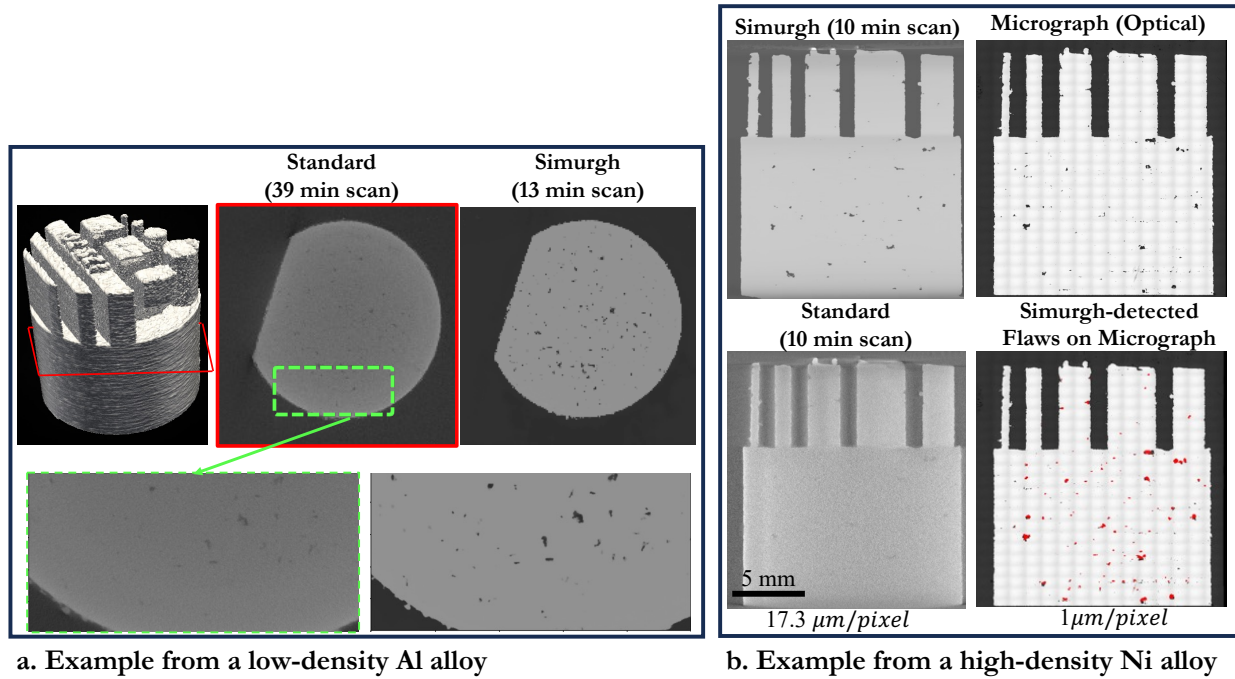 Standard
(39 min scan)
Simurgh
(13 min scan)
a. Example from a low-density Al alloy
Simurgh (10 min scan)
Micrograph (Optical)
Standard
(10 min scan)
Simurgh-detected
Flaws on Micrograph
5 mm
17.3 μm/pixel
1μm/pixel
b. Example from a high-density Ni alloy